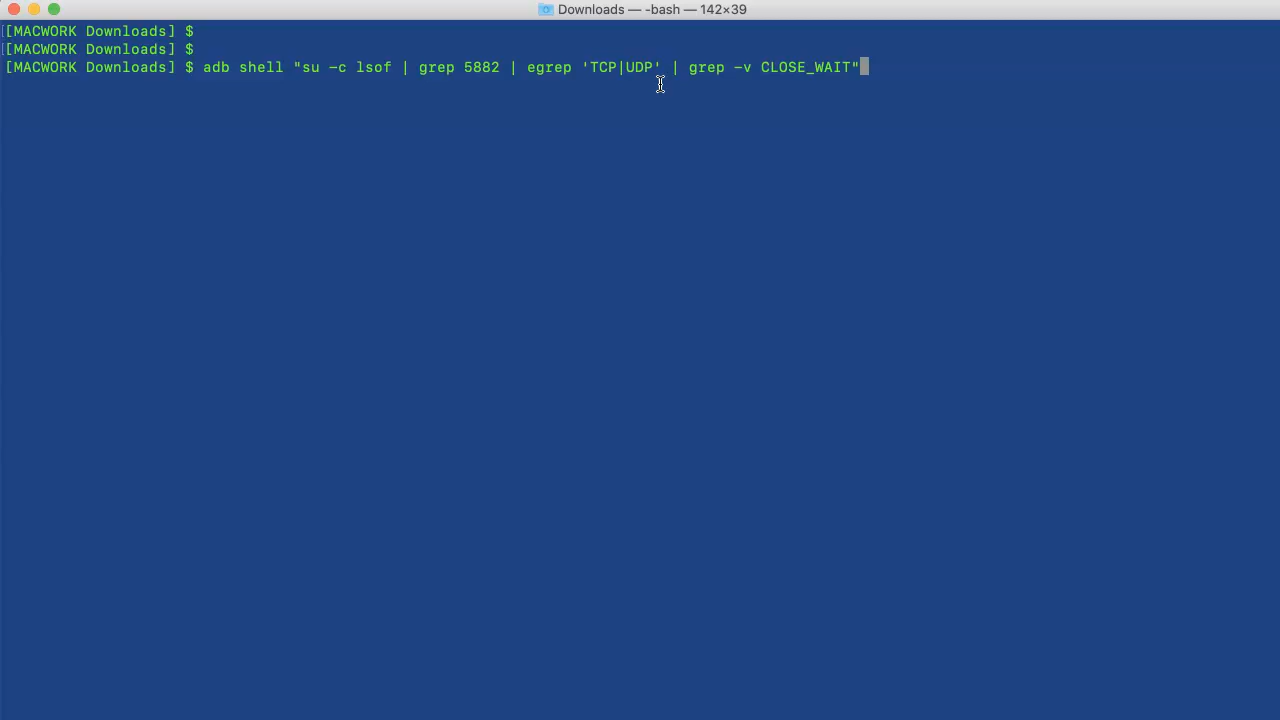 Downloads — -bash — 142×39
[MACWORK Downloads] $
[MACWORK Downloads] $
[MACWORK Downloads] $ adb shell "su -c lsof | grep 5882 | egrep 'TCP|UDP' | grep -v CLOSE_WAIT"